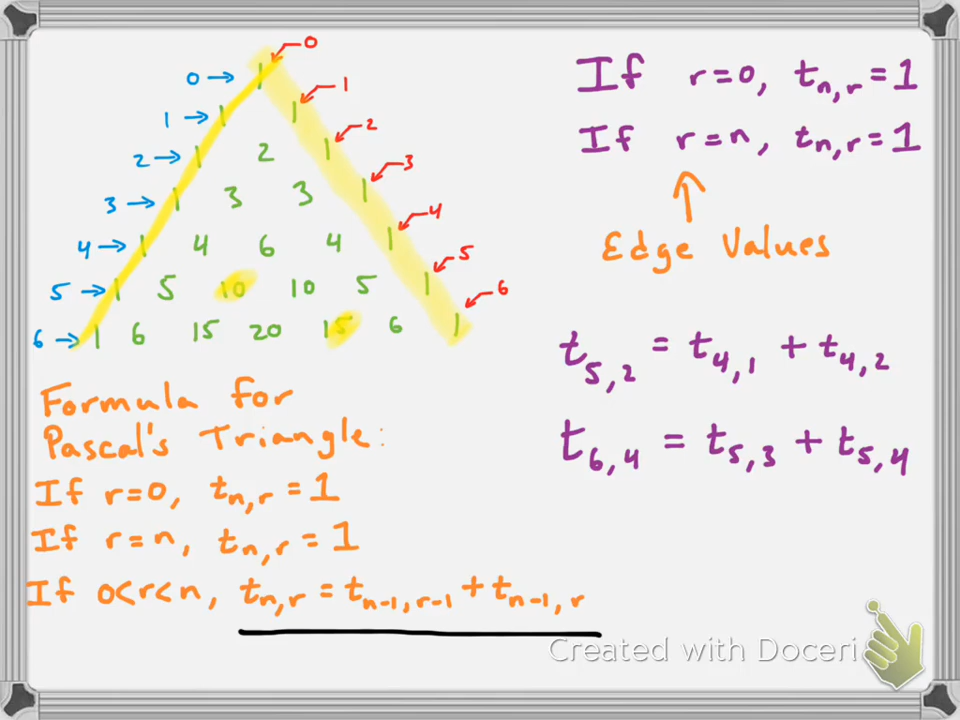 0 → 1 ← 0
1 → 1 1 ← 1
2 → 1 2 1 ← 2
3 → 1 3 3 1 ← 3
4 → 1 4 6 4 1 ← 4
5 → 1 5 10 10 5 1 ← 5
6 → 1 6 15 20 15 6 1 ← 6
Formula for
Pascal's Triangle:
If r=0, tn,r = 1
If r=n, tn,r = 1
If 0<r<n, tn,r = tn-1,r-1 + tn-1,r
If r=0, tn,r = 1
If r=n, tn,r = 1
↑
Edge Values
t5,2 = t4,1 + t4,2
t6,4 = t5,3 + t5,4
Created with Doceri